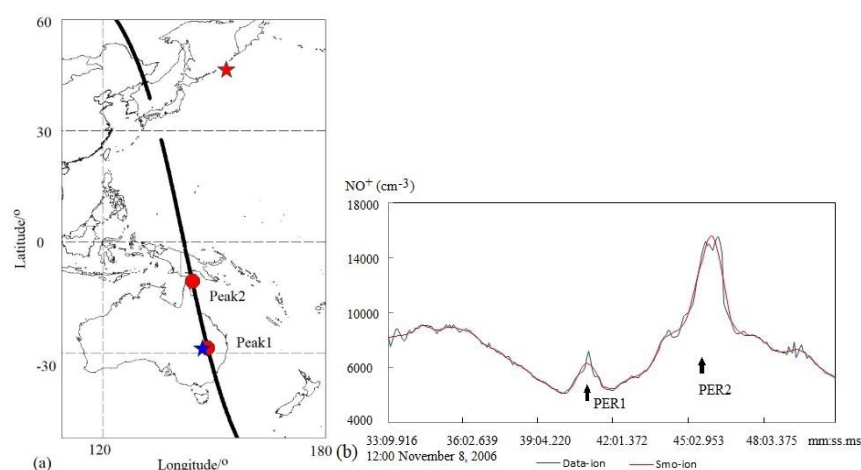 60
30
0
-30
Latitude/°
Peak2
Peak1
(a)
120
180
Longitude/°
NO⁺ (cm⁻³)
18000
14000
10000
6000
4000
PER1
PER2
(b)
33:09.916
36:02.639
39:04.220
42:01.372
45:02.953
48:03.375
mm:ss.ms
12:00 November 8, 2006
Data-ion
Smo-ion